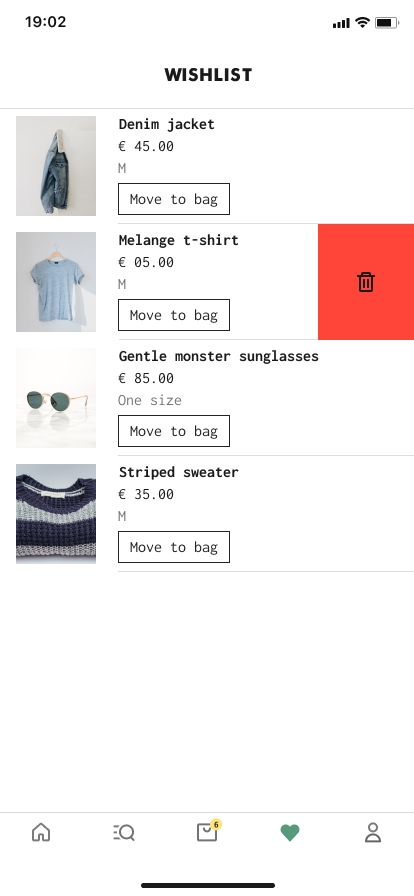 19:02
WISHLIST
Denim jacket
€ 45.00
M
Move to bag
Melange t-shirt
€ 05.00
M
Move to bag
Gentle monster sunglasses
€ 85.00
One size
Move to bag
Striped sweater
€ 35.00
M
Move to bag
6